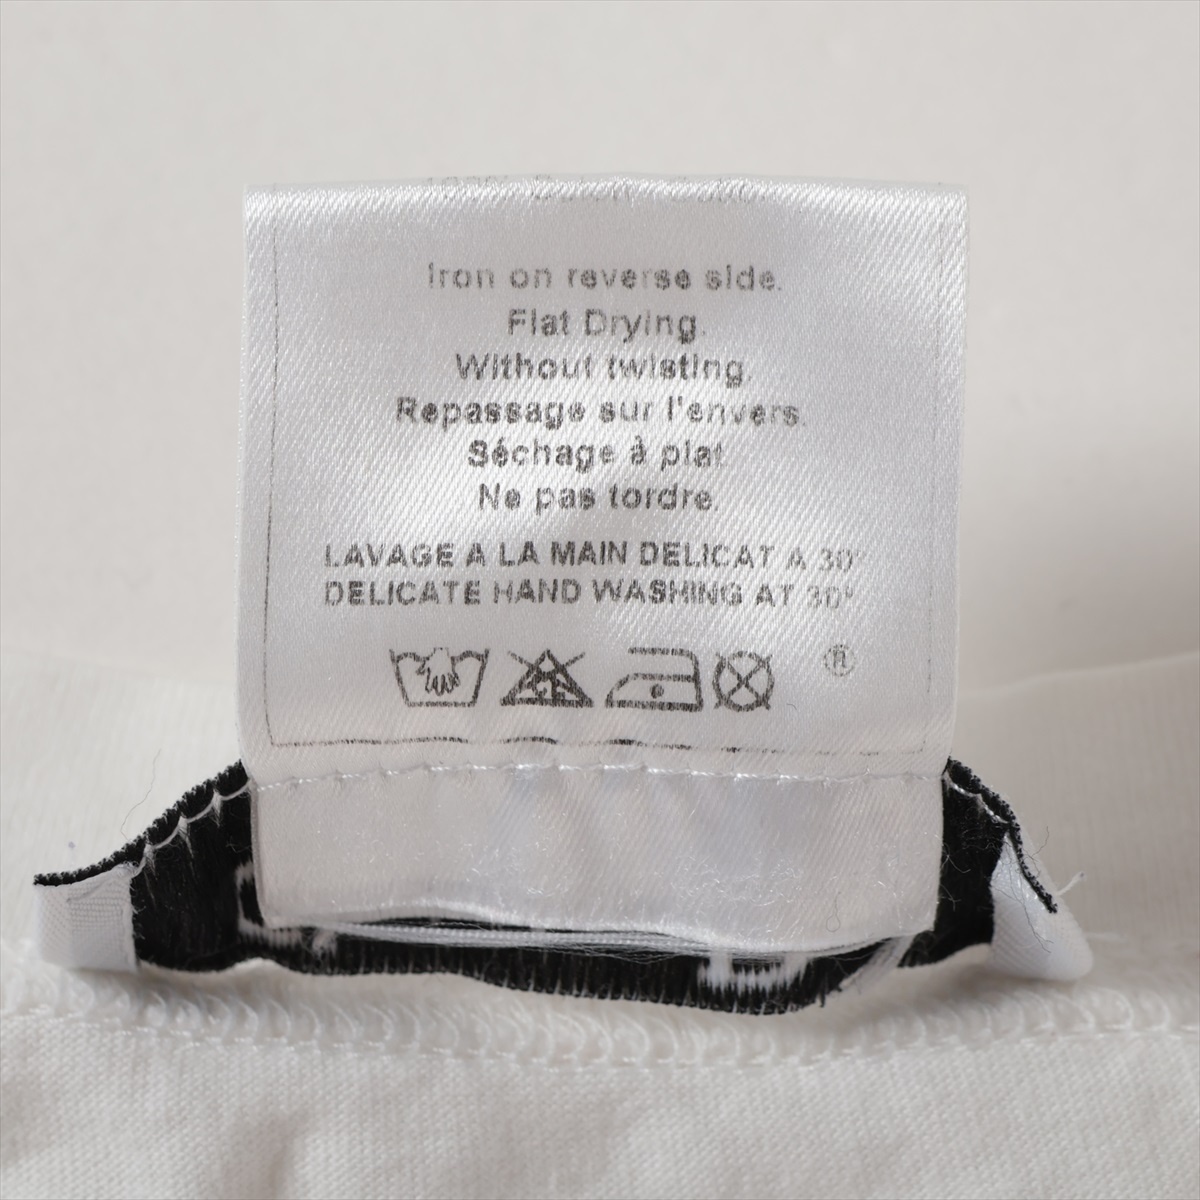 Iron on reverse side.
Flat Drying.
Without twisting.
Repassage sur l'envers.
Séchage à plat.
Ne pas tordre.
LAVAGE A LA MAIN DELICAT A 30°
DELICATE HAND WASHING AT 30°
CL
®